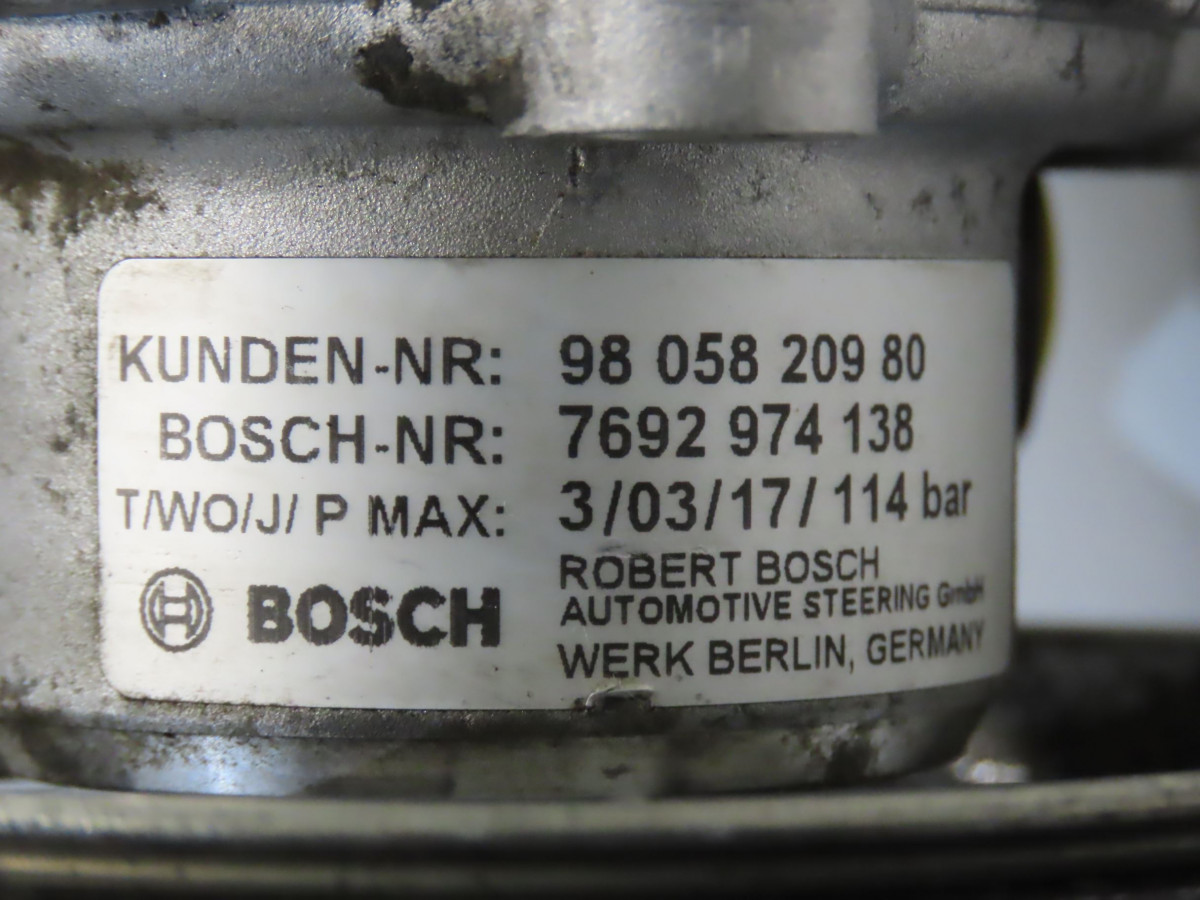 KUNDEN-NR: 98 058 209 80
BOSCH-NR: 7692 974 138
T/WO/J/ P MAX: 3/03/17/ 114 bar
BOSCH
ROBERT BOSCH
AUTOMOTIVE STEERING GmbH
WERK BERLIN, GERMANY